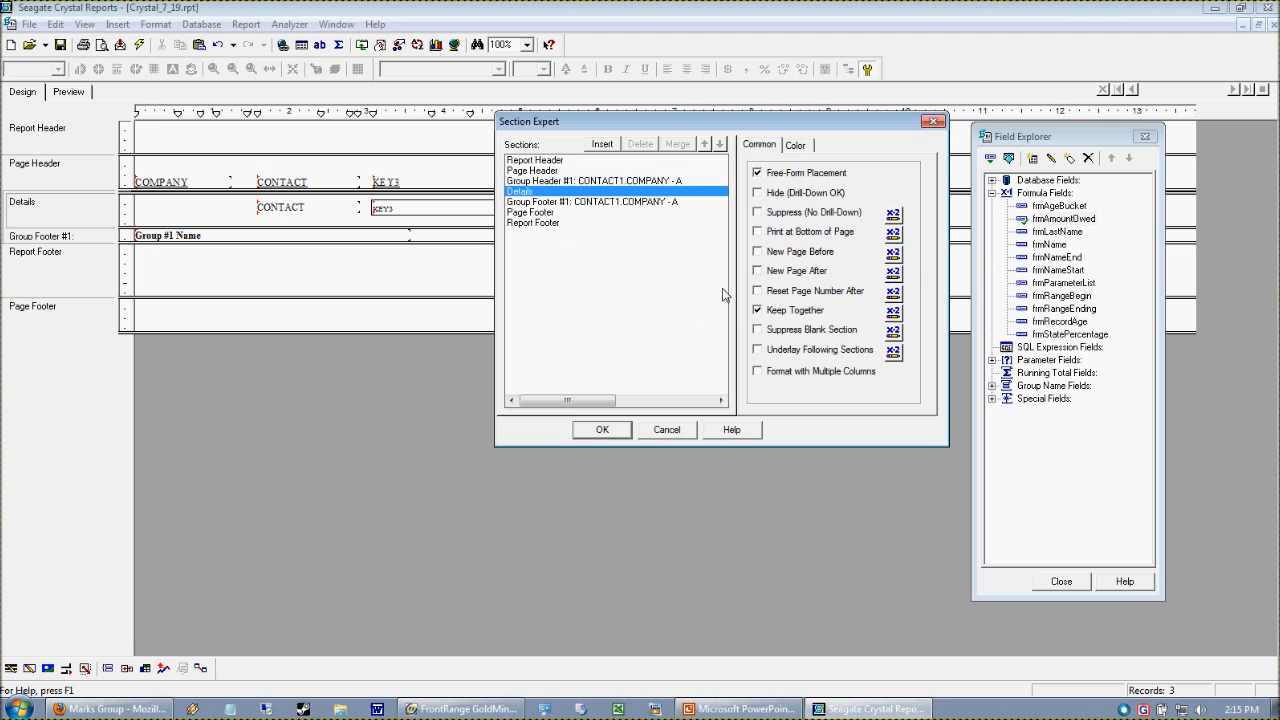 Seagate Crystal Reports - [Crystal_7_19.rpt]
File Edit View Insert Format Database Report Analyzer Window Help
100%
Design Preview
Report Header
Page Header
COMPANY CONTACT KEY3
Details
CONTACT KEY3
Group Footer #1:
Group #1 Name
Report Footer
Page Footer
Section Expert
Sections: Insert Delete Merge
Report Header
Page Header
Group Header #1: CONTACT1.COMPANY - A
Details
Group Footer #1: CONTACT1.COMPANY - A
Page Footer
Report Footer
Common Color
Free-Form Placement
Hide (Drill-Down OK)
Suppress (No Drill-Down)
Print at Bottom of Page
New Page Before
New Page After
Reset Page Number After
Keep Together
Suppress Blank Section
Underlay Following Sections
Format with Multiple Columns
OK Cancel Help
Field Explorer
Database Fields:
Formula Fields:
frmAgeBucket
frmAmountOwed
frmLastName
frmName
frmNameEnd
frmNameStart
frmParameterList
frmRangeBegin
frmRangeEnding
frmRecordAge
frmStatePercentage
SQL Expression Fields:
Parameter Fields:
Running Total Fields:
Group Name Fields:
Special Fields:
Close Help
For Help, press F1
Records: 3
Marks Group - Mozill...
FrontRange GoldMin...
Microsoft PowerPoin...
Seagate Crystal Repo...
2:15 PM